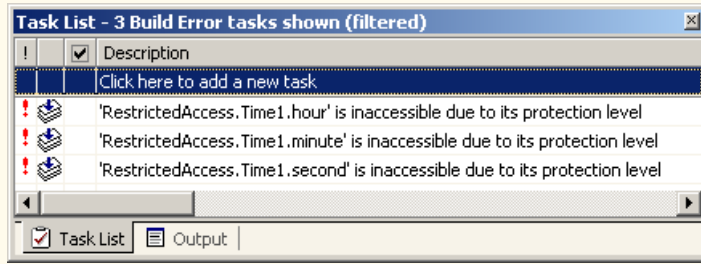 Task List - 3 Build Error tasks shown (filtered)
! Description
Click here to add a new task
! 'RestrictedAccess.Time1.hour' is inaccessible due to its protection level
! 'RestrictedAccess.Time1.minute' is inaccessible due to its protection level
! 'RestrictedAccess.Time1.second' is inaccessible due to its protection level
Task List Output